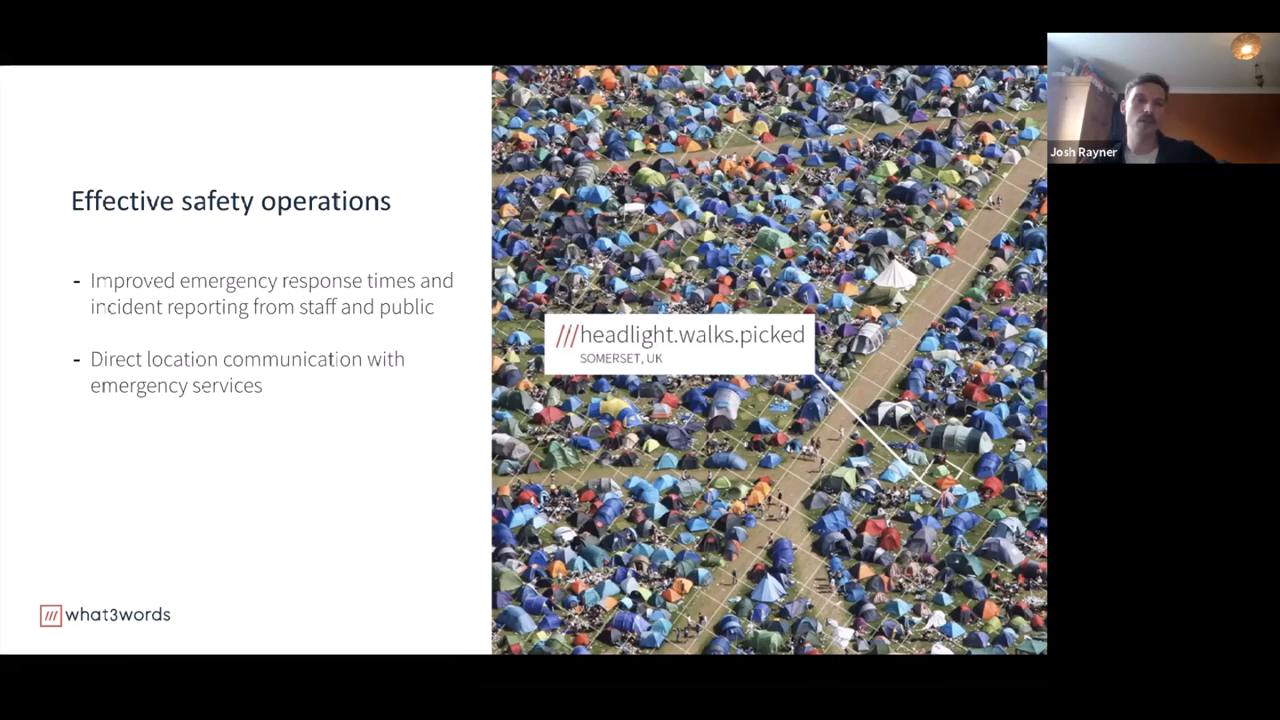 Effective safety operations
- Improved emergency response times and
incident reporting from staff and public
- Direct location communication with
emergency services
///headlight.walks.picked
SOMERSET, UK
/// what3words
Josh Rayner